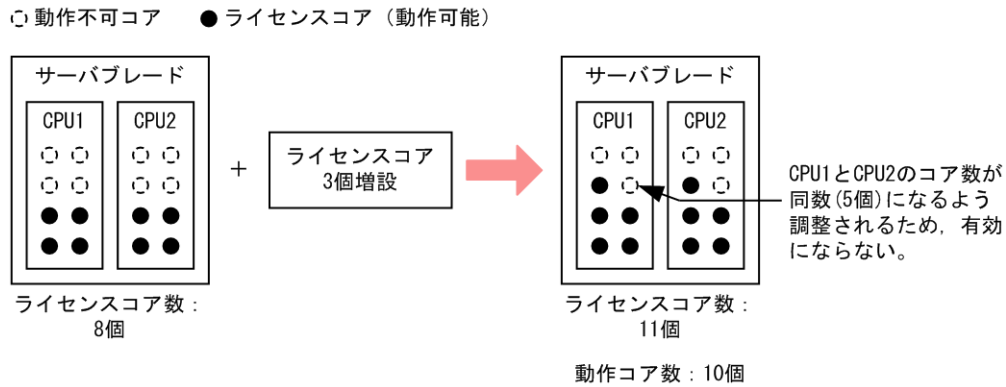 動作不可コア ライセンスコア（動作可能）
サーバブレード
CPU1 CPU2
ライセンスコア数：
8個
+
ライセンスコア
3個増設
サーバブレード
CPU1 CPU2
ライセンスコア数：
11個
動作コア数：10個
CPU1とCPU2のコア数が
同数(5個)になるよう
調整されるため，有効
にならない。